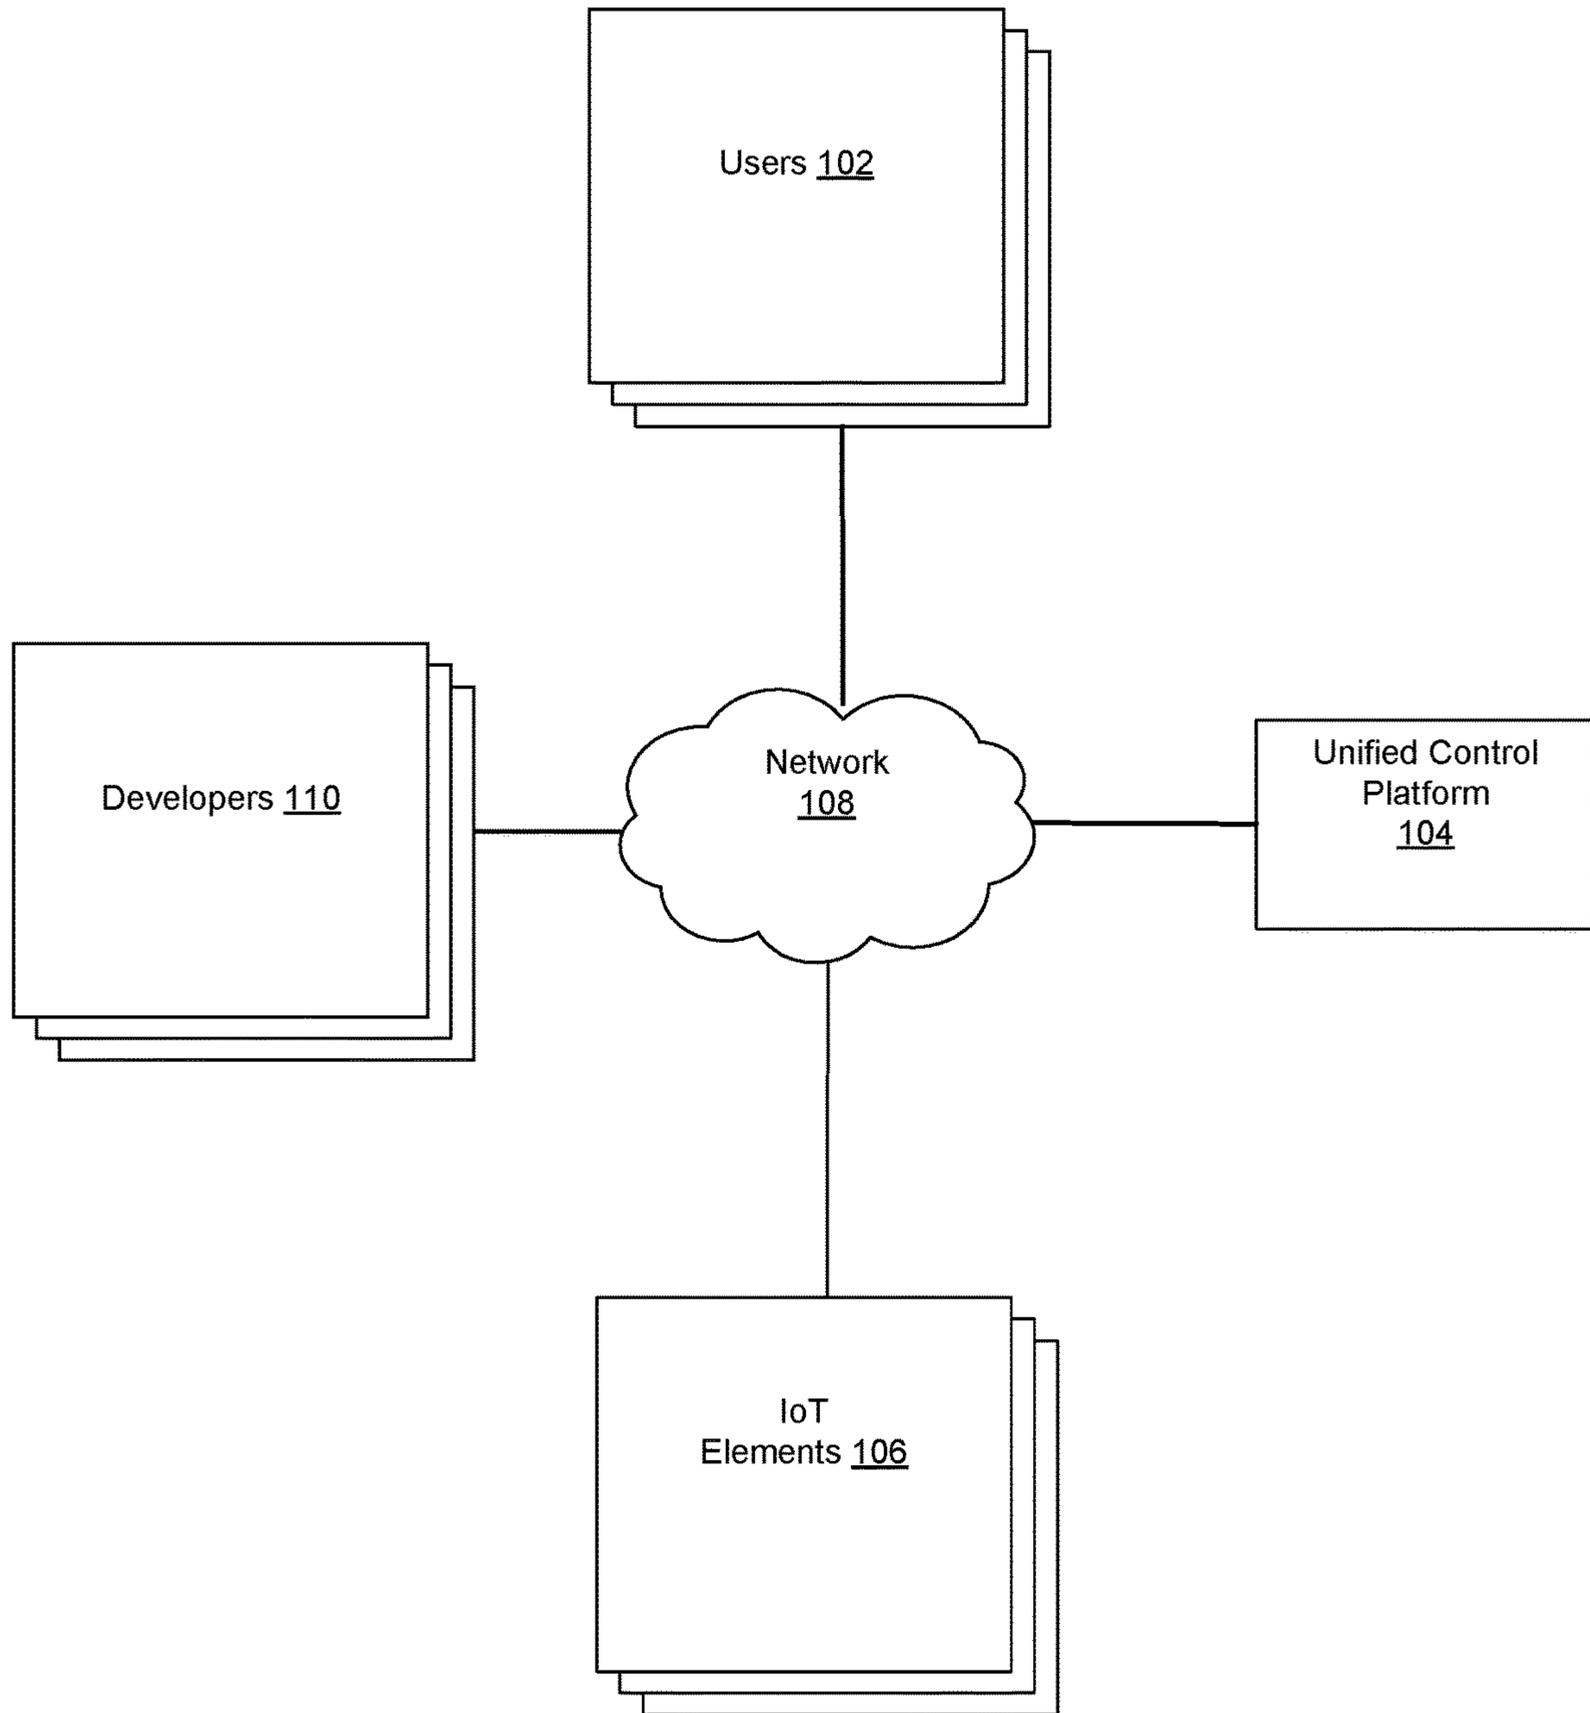 Users 102
Network
108
Unified Control
Platform
104
Developers 110
IoT
Elements 106